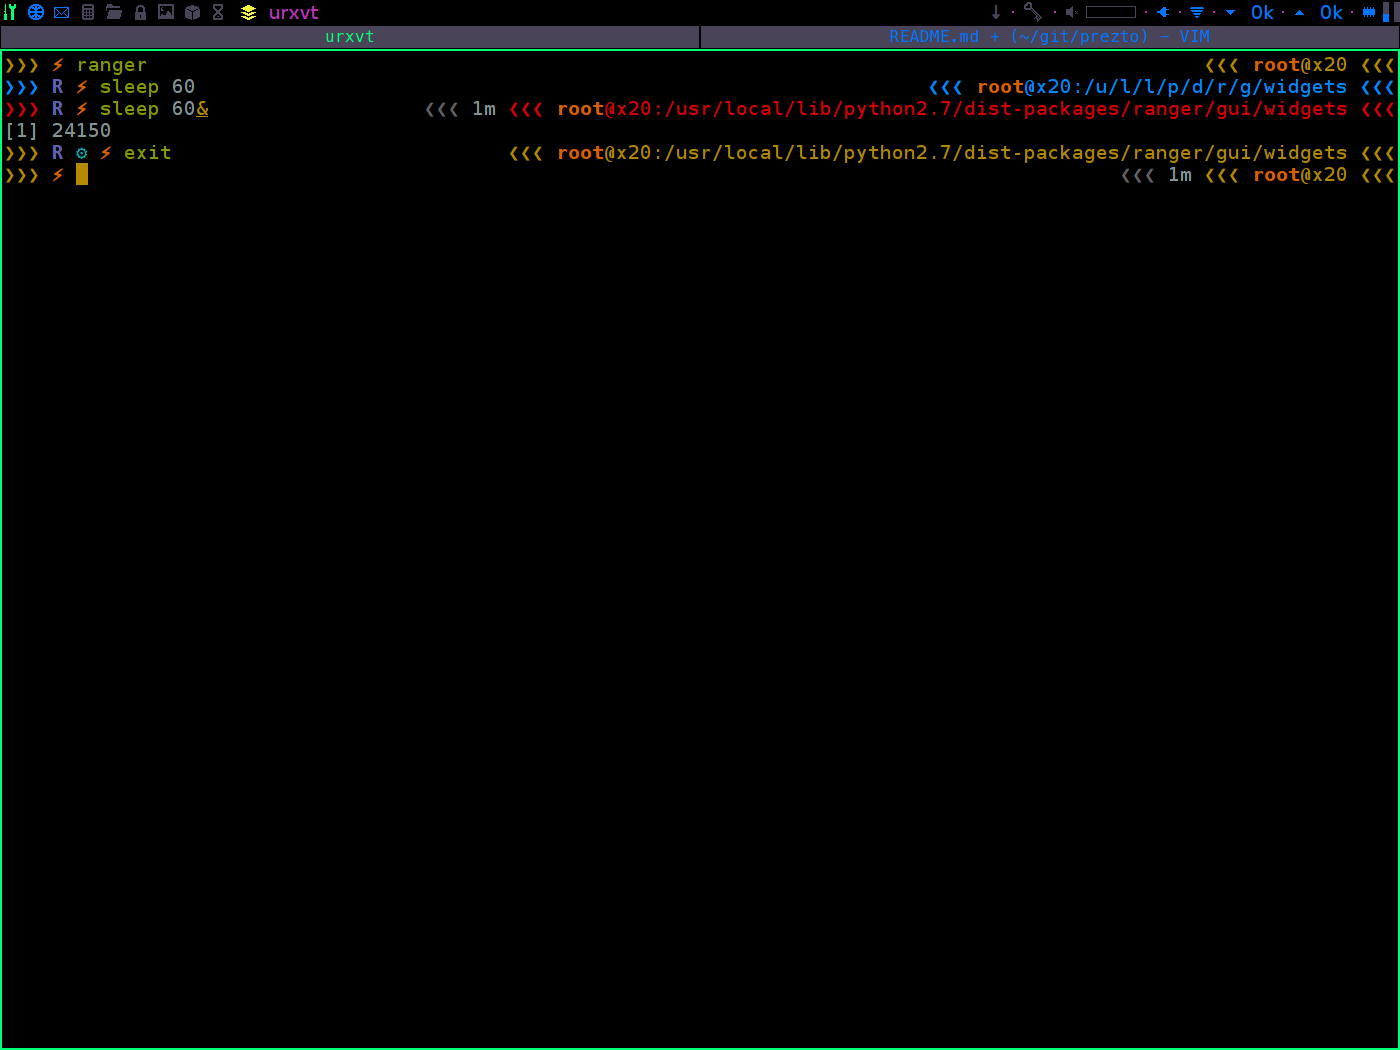 urxvt 0k 0k
urxvt README.md + (~/git/prezto) - VIM
❯❯❯ ⚡ ranger ❮❮❮ root@x20 ❮❮❮
❯❯❯ R ⚡ sleep 60 ❮❮❮ root@x20:/u/l/l/p/d/r/g/widgets ❮❮❮
❯❯❯ R ⚡ sleep 60& ❮❮❮ 1m ❮❮❮ root@x20:/usr/local/lib/python2.7/dist-packages/ranger/gui/widgets ❮❮❮
[1] 24150
❯❯❯ R ⚙ ⚡ exit ❮❮❮ root@x20:/usr/local/lib/python2.7/dist-packages/ranger/gui/widgets ❮❮❮
❯❯❯ ⚡ ❮❮❮ 1m ❮❮❮ root@x20 ❮❮❮